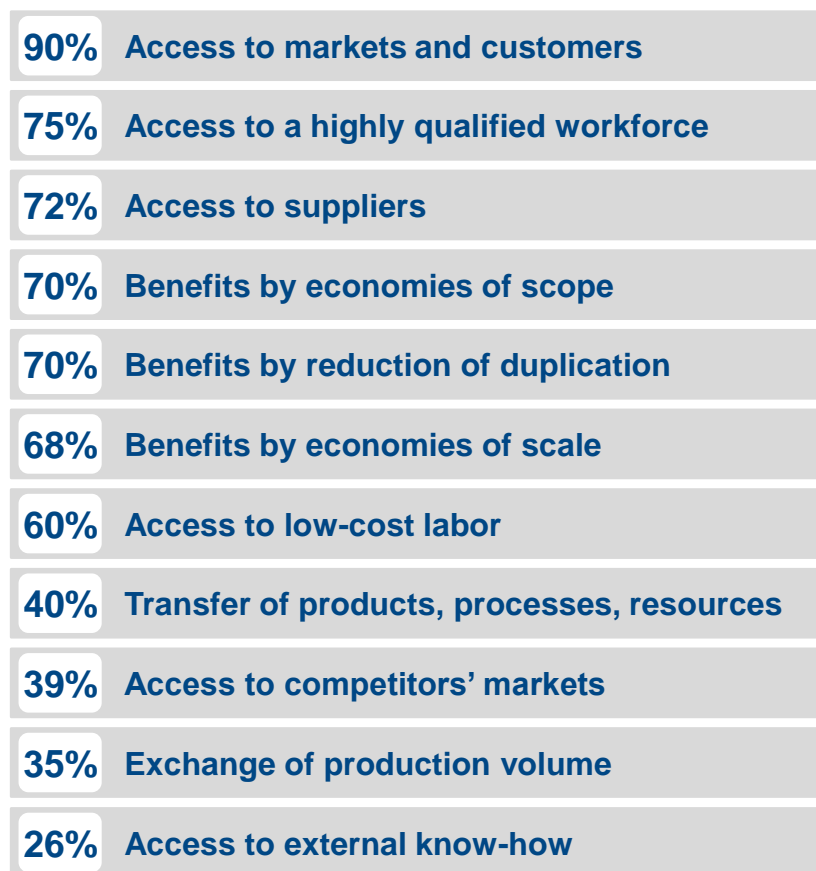 90% Access to markets and customers
75% Access to a highly qualified workforce
72% Access to suppliers
70% Benefits by economies of scope
70% Benefits by reduction of duplication
68% Benefits by economies of scale
60% Access to low-cost labor
40% Transfer of products, processes, resources
39% Access to competitors’ markets
35% Exchange of production volume
26% Access to external know-how